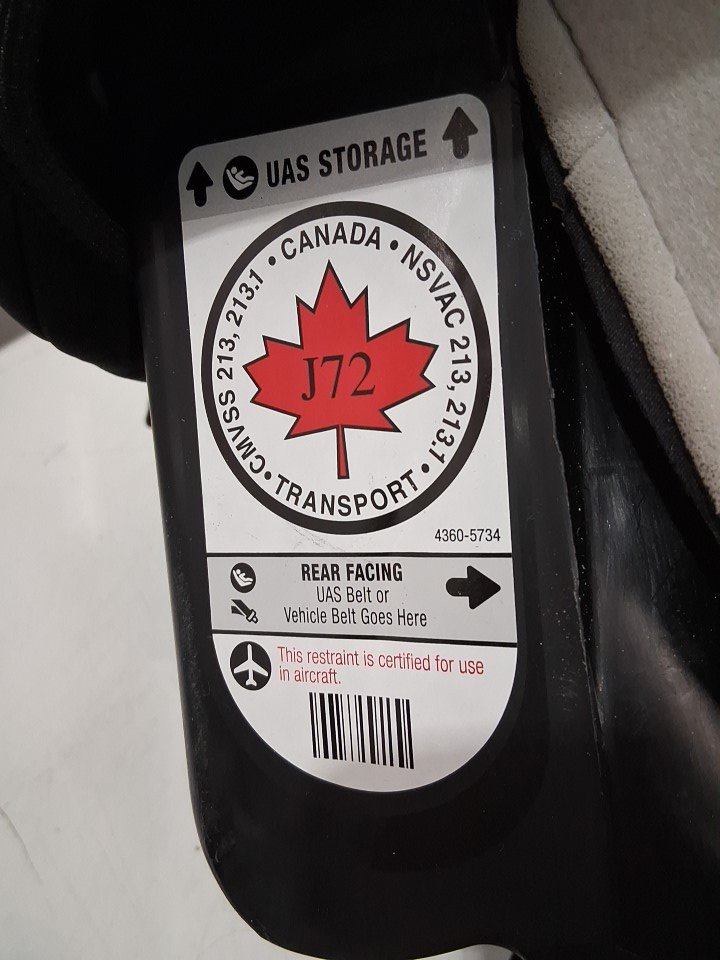 UAS STORAGE
• CANADA • NSVAC 213, 213.1 • TRANSPORT • CMVSS 213, 213.1
J72
4360-5734
REAR FACING
UAS Belt or
Vehicle Belt Goes Here
This restraint is certified for use
in aircraft.